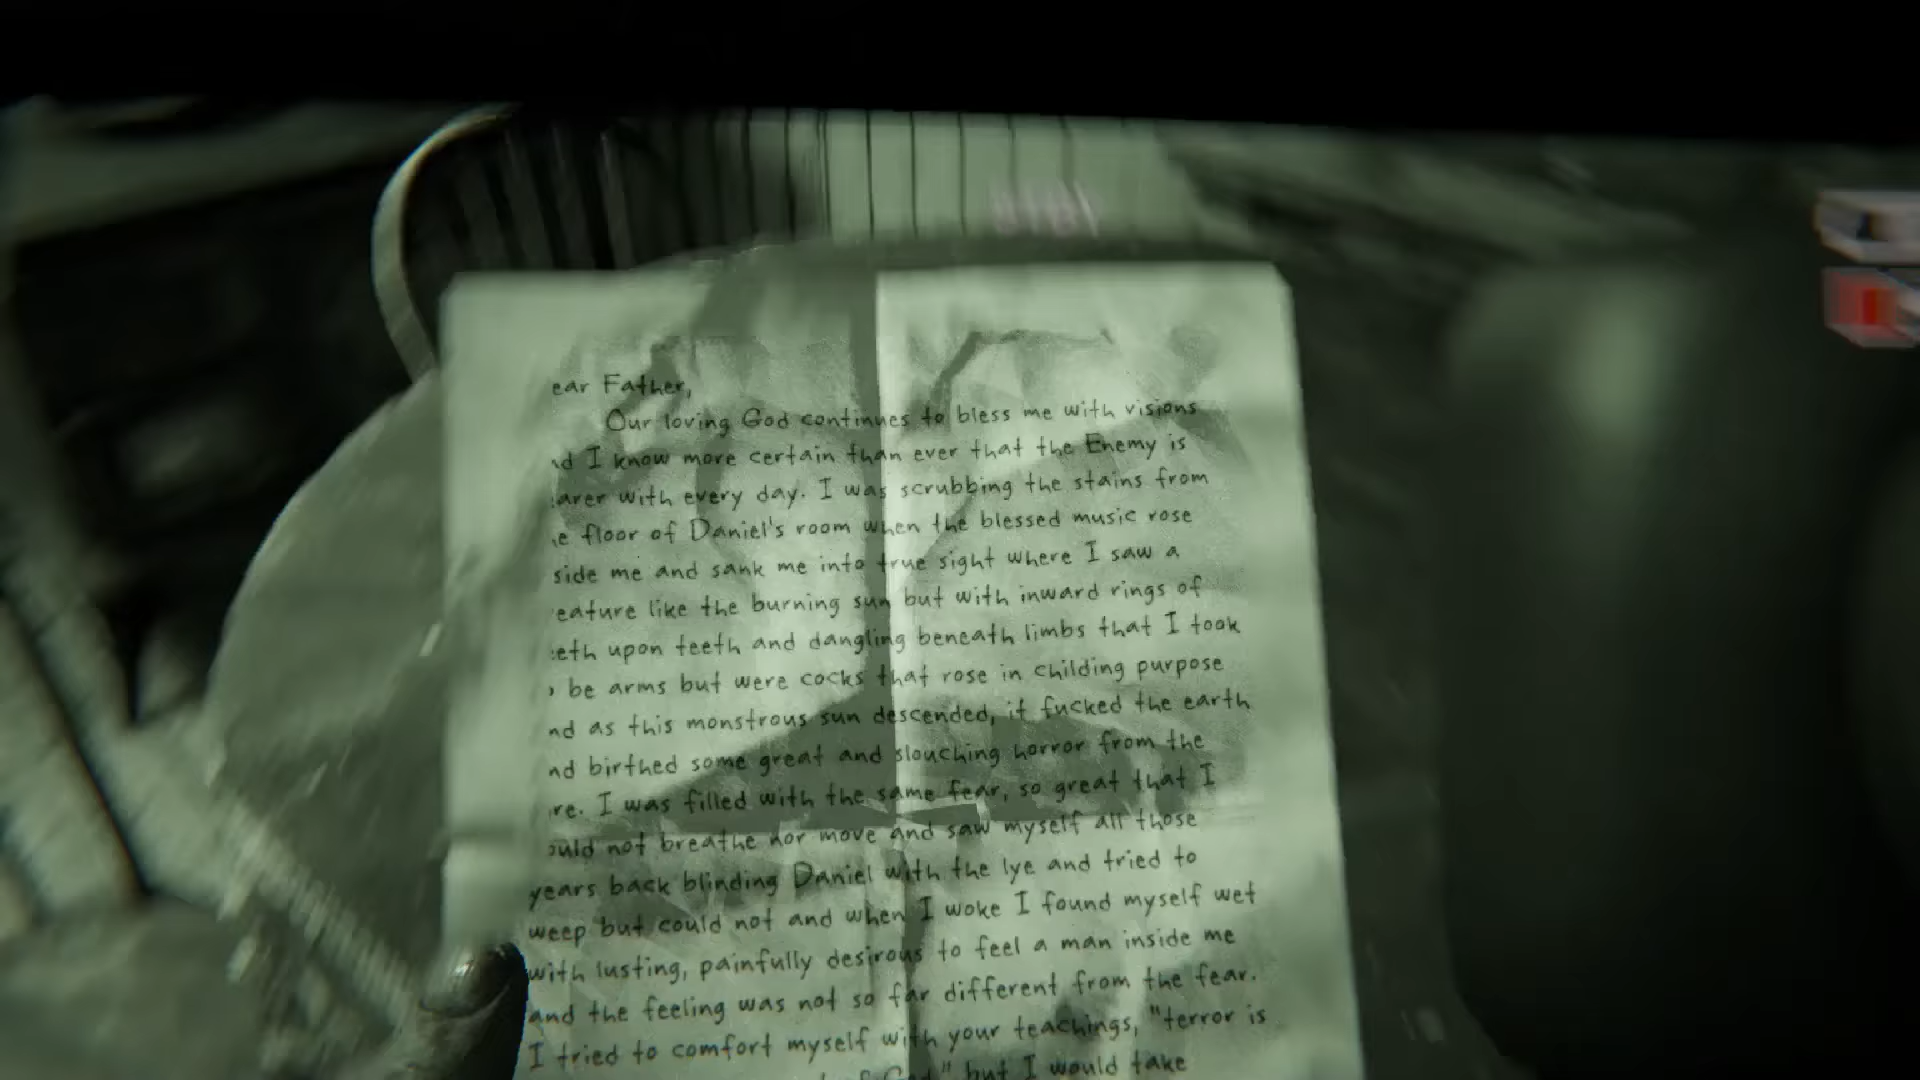 ear Father,
Our loving God continues to bless me with visions
nd I know more certain than ever that the Enemy is
arer with every day. I was scrubbing the stains from
e floor of Daniel's room when the blessed music rose
side me and sank me into true sight where I saw a
eature like the burning sun but with inward rings of
eth upon teeth and dangling beneath limbs that I took
be arms but were cocks that rose in childing purpose
nd as this monstrous sun descended, it fucked the earth
nd birthed some great and slouching horror from the
re. I was filled with the same fear, so great that I
ould not breathe nor move and saw myself all those
years back blinding Daniel with the lye and tried to
weep but could not and when I woke I found myself wet
with lusting, painfully desirous to feel a man inside me
and the feeling was not so far different from the fear.
I tried to comfort myself with your teachings, "terror is
of God," but I would take